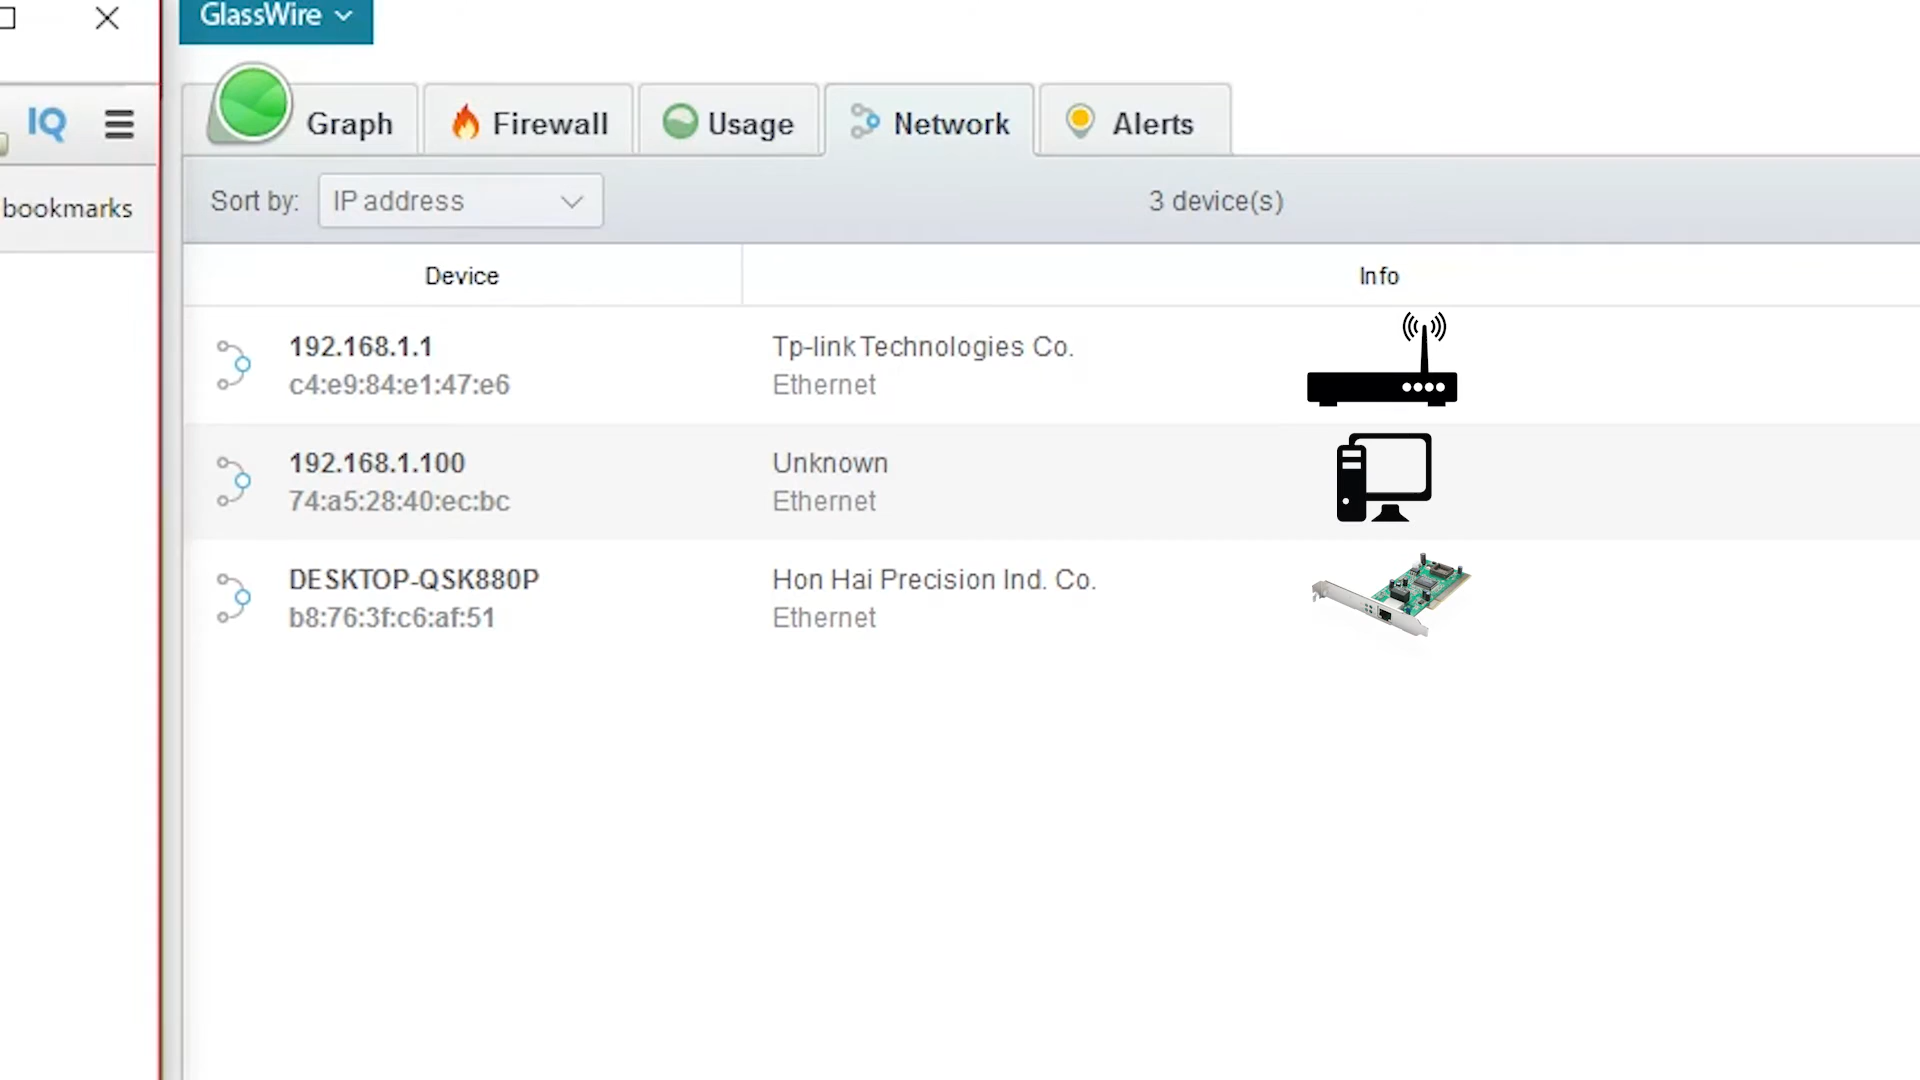 GlassWire
IQ
bookmarks
Graph
Firewall
Usage
Network
Alerts
Sort by: IP address
3 device(s)
Device
Info
192.168.1.1
c4:e9:84:e1:47:e6
Tp-link Technologies Co.
Ethernet
192.168.1.100
74:a5:28:40:ec:bc
Unknown
Ethernet
DESKTOP-QSK880P
b8:76:3f:c6:af:51
Hon Hai Precision Ind. Co.
Ethernet